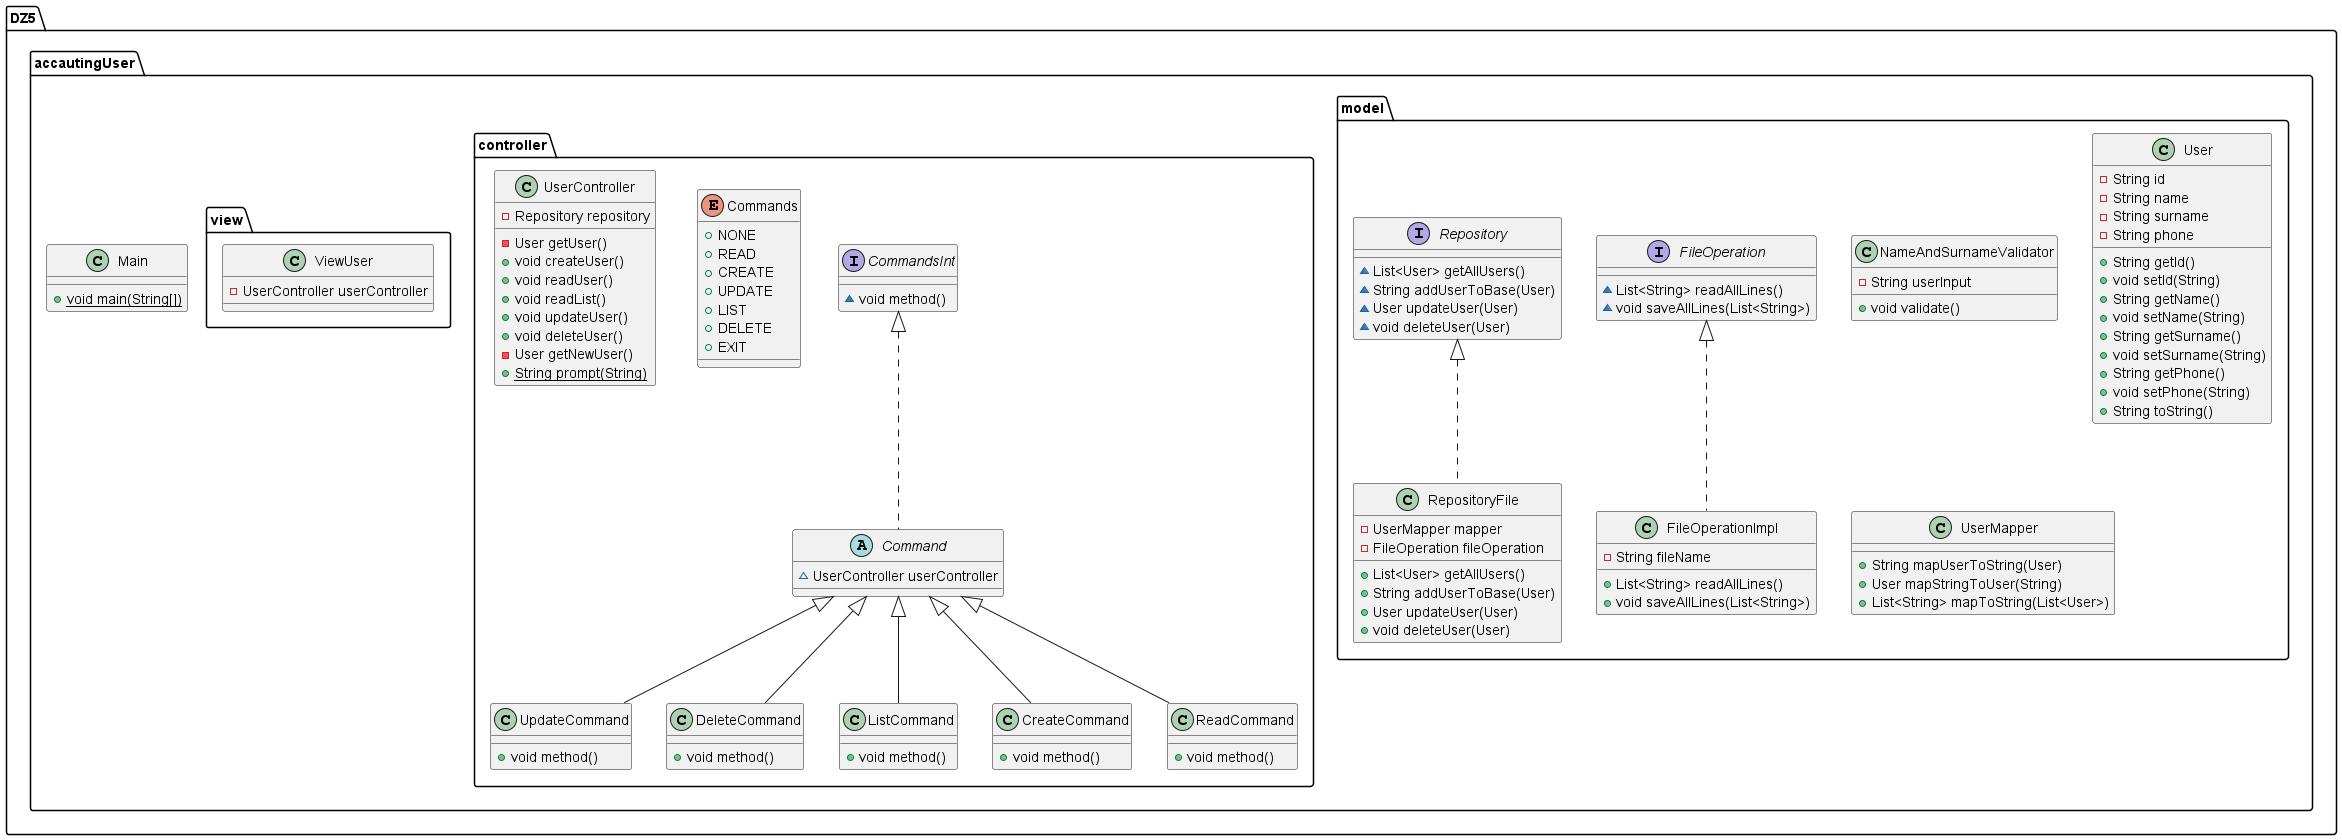 DZ5
accautingUser
C Main
void main(String[])
view
C ViewUser
UserController userController
controller
C UserController
Repository repository
User getUser()
void createUser()
void readUser()
void readList()
void updateUser()
void deleteUser()
User getNewUser()
String prompt(String)
E Commands
NONE
READ
CREATE
UPDATE
LIST
DELETE
EXIT
I CommandsInt
void method()
A Command
UserController userController
C UpdateCommand
void method()
C DeleteCommand
void method()
C ListCommand
void method()
C CreateCommand
void method()
C ReadCommand
void method()
model
I Repository
List<User> getAllUsers()
String addUserToBase(User)
User updateUser(User)
void deleteUser(User)
I FileOperation
List<String> readAllLines()
void saveAllLines(List<String>)
C NameAndSurnameValidator
String userInput
void validate()
C User
String id
String name
String surname
String phone
String getId()
void setId(String)
String getName()
void setName(String)
String getSurname()
void setSurname(String)
String getPhone()
void setPhone(String)
String toString()
C RepositoryFile
UserMapper mapper
FileOperation fileOperation
List<User> getAllUsers()
String addUserToBase(User)
User updateUser(User)
void deleteUser(User)
C FileOperationImpl
String fileName
List<String> readAllLines()
void saveAllLines(List<String>)
C UserMapper
String mapUserToString(User)
User mapStringToUser(String)
List<String> mapToString(List<User>)